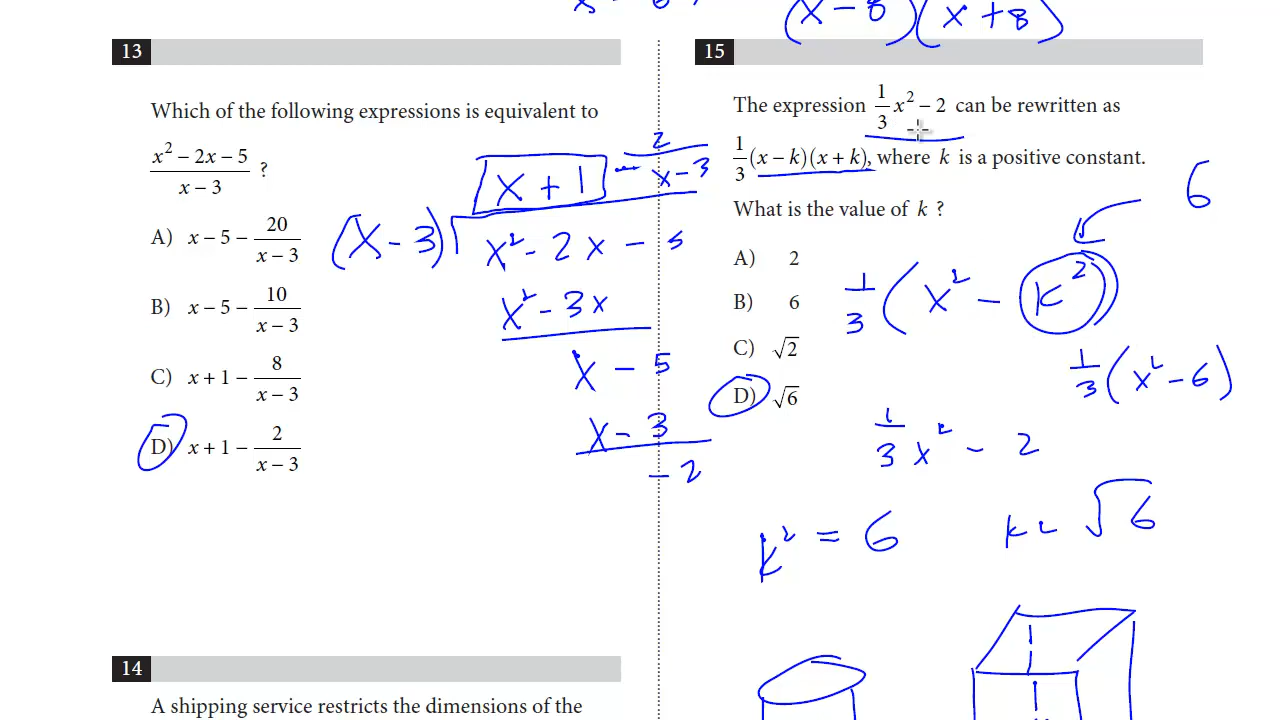 (x − 8)(x + 8)
13
Which of the following expressions is equivalent to
x² − 2x − 5
x − 3
?
A) x − 5 − 20/(x − 3)
B) x − 5 − 10/(x − 3)
C) x + 1 − 8/(x − 3)
D) x + 1 − 2/(x − 3)
x + 1 − 2/(x − 3)
(x − 3) x² − 2x − 5
x² − 3x
x − 5
x − 3
− 2
14
A shipping service restricts the dimensions of the
15
The expression 1/3 x² − 2 can be rewritten as
1/3 (x − k)(x + k), where k is a positive constant.
What is the value of k ?
A) 2
B) 6
C) √2
D) √6
6
1/3 (x² − k²)
1/3 (x² − 6)
1/3 x² − 2
k² = 6
k = √6